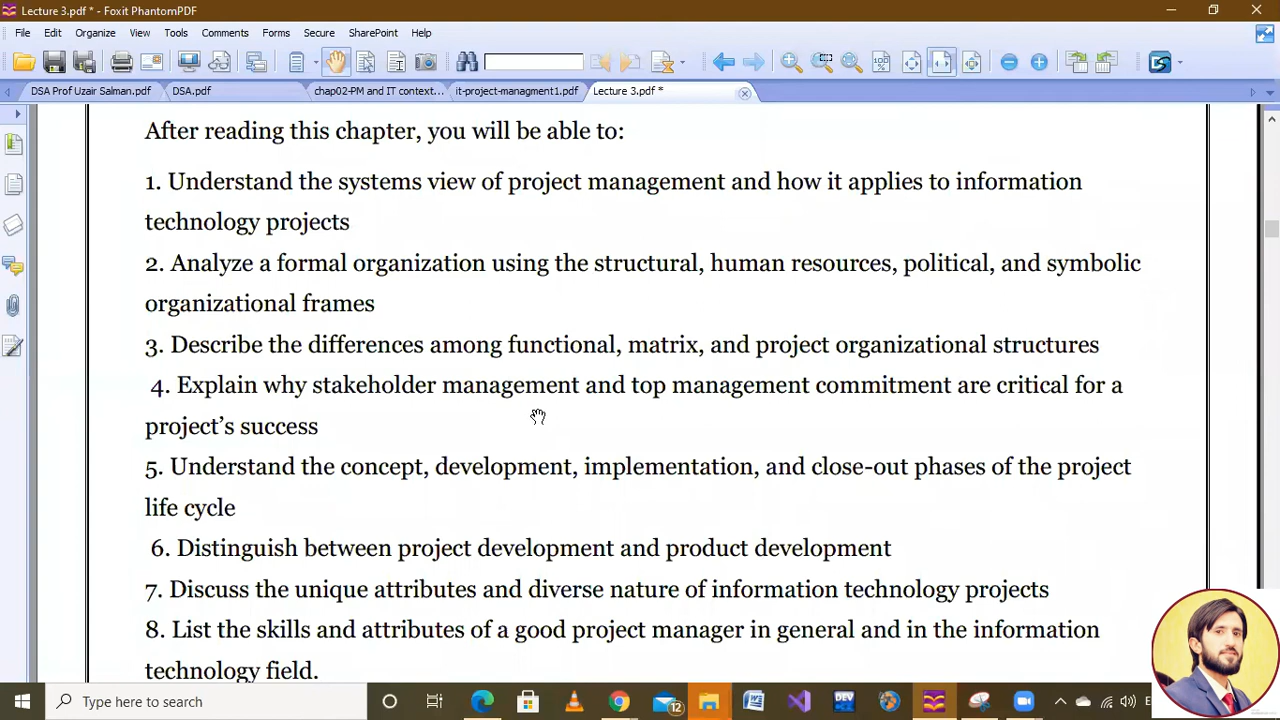 Lecture 3.pdf * - Foxit PhantomPDF
File Edit Organize View Tools Comments Forms Secure SharePoint Help
DSA Prof Uzair Salman.pdf DSA.pdf chap02-PM and IT context... it-project-managment1.pdf Lecture 3.pdf *
After reading this chapter, you will be able to:
1. Understand the systems view of project management and how it applies to information
technology projects
2. Analyze a formal organization using the structural, human resources, political, and symbolic
organizational frames
3. Describe the differences among functional, matrix, and project organizational structures
4. Explain why stakeholder management and top management commitment are critical for a
project’s success
5. Understand the concept, development, implementation, and close-out phases of the project
life cycle
6. Distinguish between project development and product development
7. Discuss the unique attributes and diverse nature of information technology projects
8. List the skills and attributes of a good project manager in general and in the information
technology field.
Type here to search
12
DEV